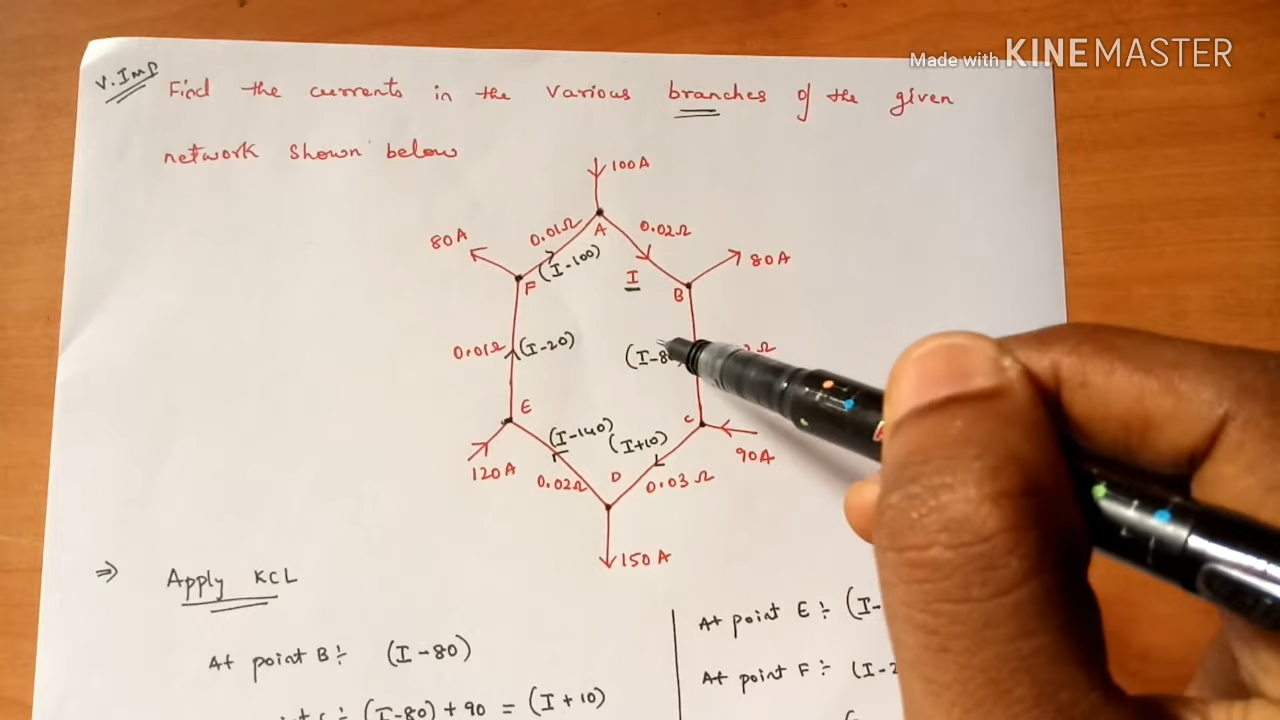 Made with KINEMASTER
V. Imp
Find the currents in the various branches of the given
network shown below
100A
0.01Ω
A
0.02Ω
80A
(I-100)
I
80A
F
B
0.01Ω
(I-20)
E
C
(I-140)
(I+10)
90A
120A
0.02Ω
D
0.03Ω
150A
⇒ Apply KCL
At point B :- (I-80)
(I-80) + 90 = (I+10)
At point E :-
At point F :-